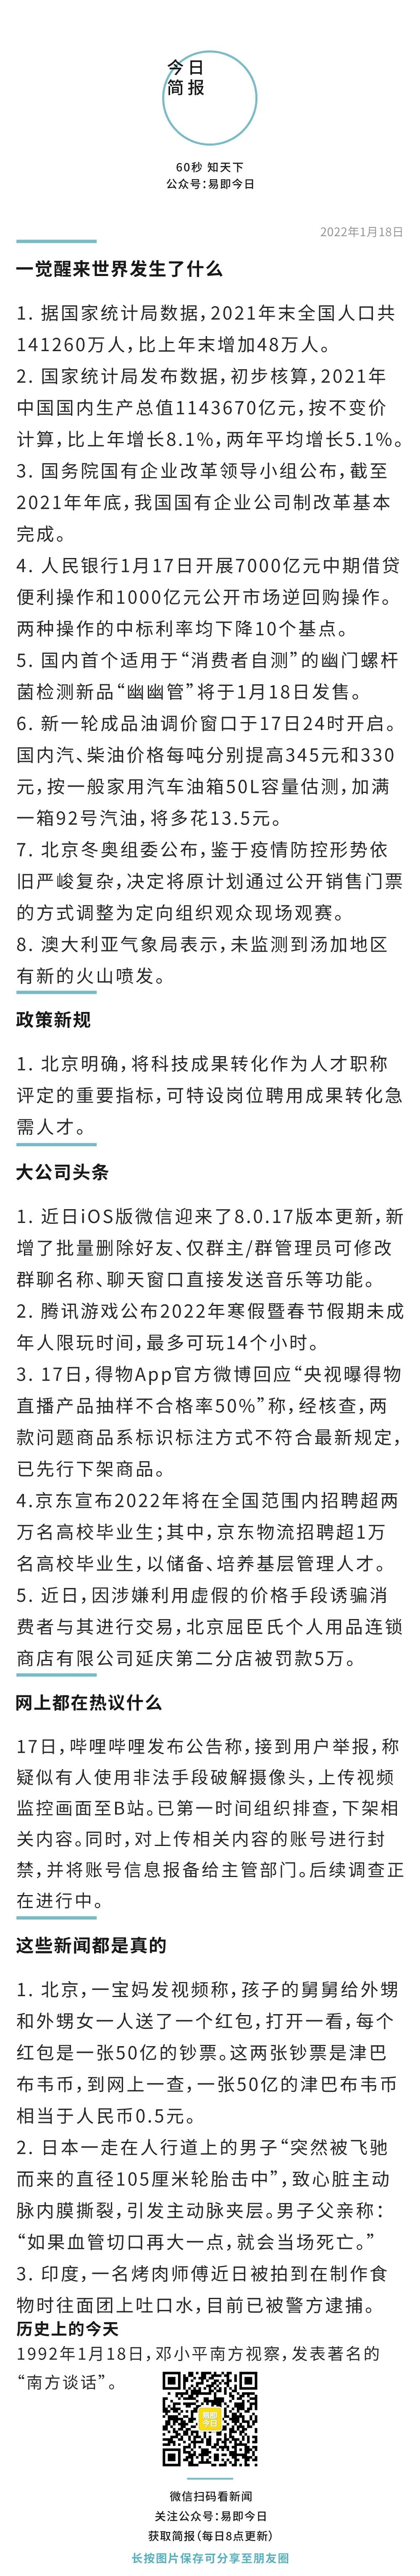 今日
简报
60秒 知天下
公众号：易即今日
2022年1月18日
一觉醒来世界发生了什么
1. 据国家统计局数据，2021年末全国人口共
141260万人，比上年末增加48万人。
2. 国家统计局发布数据，初步核算，2021年
中国国内生产总值1143670亿元，按不变价
计算，比上年增长8.1%，两年平均增长5.1%。
3. 国务院国有企业改革领导小组公布，截至
2021年年底，我国国有企业公司制改革基本
完成。
4. 人民银行1月17日开展7000亿元中期借贷
便利操作和1000亿元公开市场逆回购操作。
两种操作的中标利率均下降10个基点。
5. 国内首个适用于“消费者自测”的幽门螺杆
菌检测新品“幽幽管”将于1月18日发售。
6. 新一轮成品油调价窗口于17日24时开启。
国内汽、柴油价格每吨分别提高345元和330
元，按一般家用汽车油箱50L容量估测，加满
一箱92号汽油，将多花13.5元。
7. 北京冬奥组委公布，鉴于疫情防控形势依
旧严峻复杂，决定将原计划通过公开销售门票
的方式调整为定向组织观众现场观赛。
8. 澳大利亚气象局表示，未监测到汤加地区
有新的火山喷发。
政策新规
1. 北京明确，将科技成果转化作为人才职称
评定的重要指标，可特设岗位聘用成果转化急
需人才。
大公司头条
1. 近日iOS版微信迎来了8.0.17版本更新，新
增了批量删除好友、仅群主/群管理员可修改
群聊名称、聊天窗口直接发送音乐等功能。
2. 腾讯游戏公布2022年寒假暨春节假期未成
年人限玩时间，最多可玩14个小时。
3. 17日，得物App官方微博回应“央视曝得物
直播产品抽样不合格率50%”称，经核查，两
款问题商品系标识标注方式不符合最新规定，
已先行下架商品。
4.京东宣布2022年将在全国范围内招聘超两
万名高校毕业生；其中，京东物流招聘超1万
名高校毕业生，以储备、培养基层管理人才。
5. 近日，因涉嫌利用虚假的价格手段诱骗消
费者与其进行交易，北京屈臣氏个人用品连锁
商店有限公司延庆第二分店被罚款5万。
网上都在热议什么
17日，哔哩哔哩发布公告称，接到用户举报，称
疑似有人使用非法手段破解摄像头，上传视频
监控画面至B站。已第一时间组织排查，下架相
关内容。同时，对上传相关内容的账号进行封
禁，并将账号信息报备给主管部门。后续调查正
在进行中。
这些新闻都是真的
1. 北京，一宝妈发视频称，孩子的舅舅给外甥
和外甥女一人送了一个红包，打开一看，每个
红包是一张50亿的钞票。这两张钞票是津巴
布韦币，到网上一查，一张50亿的津巴布韦币
相当于人民币0.5元。
2. 日本一走在人行道上的男子“突然被飞驰
而来的直径105厘米轮胎击中”，致心脏主动
脉内膜撕裂，引发主动脉夹层。男子父亲称：
“如果血管切口再大一点，就会当场死亡。”
3. 印度，一名烤肉师傅近日被拍到在制作食
物时往面团上吐口水，目前已被警方逮捕。
历史上的今天
1992年1月18日，邓小平南方视察，发表著名的
“南方谈话”。
易即
今日
微信扫码看新闻
关注公众号：易即今日
获取简报（每日8点更新）
长按图片保存可分享至朋友圈